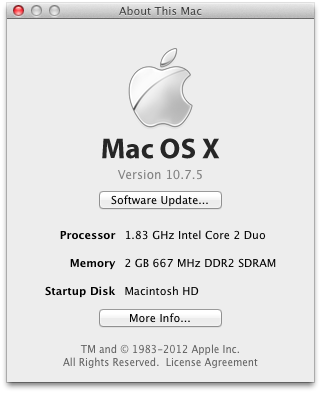 About This Mac
Mac OS X
Version 10.7.5
Software Update...
Processor 1.83 GHz Intel Core 2 Duo
Memory 2 GB 667 MHz DDR2 SDRAM
Startup Disk Macintosh HD
More Info...
TM and © 1983-2012 Apple Inc.
All Rights Reserved. License Agreement